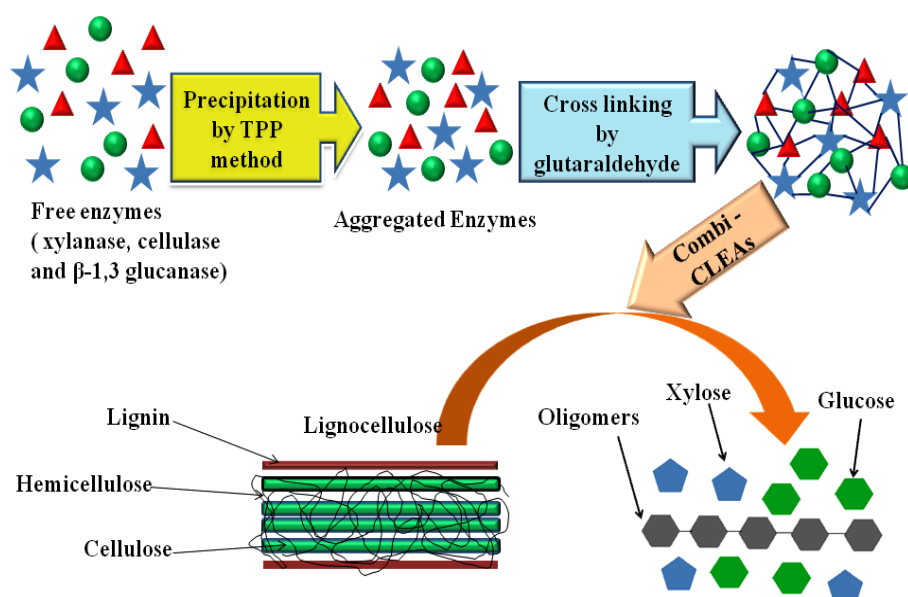 Precipitation
by TPP
method
Cross linking
by
glutaraldehyde
Free enzymes
( xylanase, cellulase
and β-1,3 glucanase)
Aggregated Enzymes
Combi -
CLEAs
Lignin
Lignocellulose
Hemicellulose
Cellulose
Oligomers
Xylose
Glucose